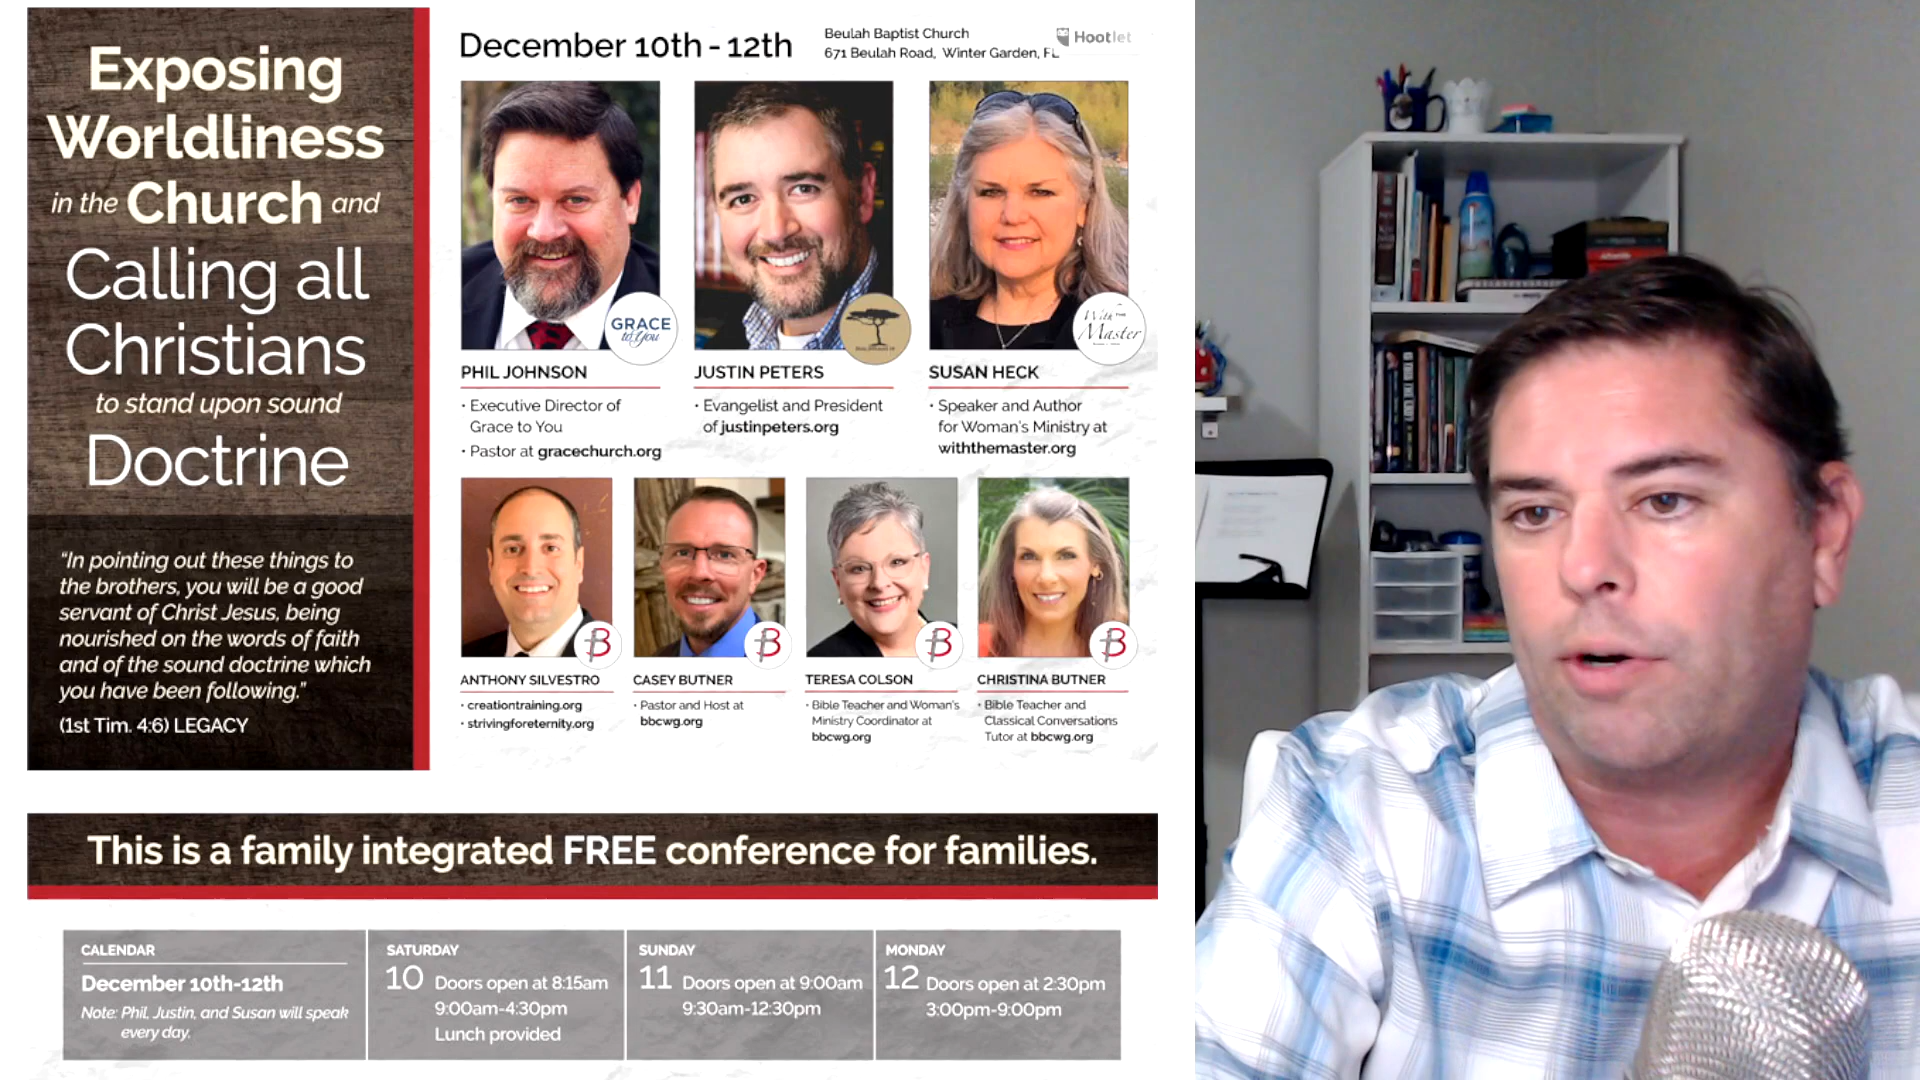 Exposing
Worldliness
in the Church and
Calling all
Christians
to stand upon sound
Doctrine
“In pointing out these things to
the brothers, you will be a good
servant of Christ Jesus, being
nourished on the words of faith
and of the sound doctrine which
you have been following.”
(1st Tim. 4:6) LEGACY
December 10th - 12th
Beulah Baptist Church
671 Beulah Road, Winter Garden, FL
Hootlet
GRACE
to You
With THE
Master
PHIL JOHNSON
• Executive Director of
Grace to You
• Pastor at gracechurch.org
JUSTIN PETERS
• Evangelist and President
of justinpeters.org
SUSAN HECK
• Speaker and Author
for Woman's Ministry at
withthemaster.org
B
B
B
B
ANTHONY SILVESTRO
• creationtraining.org
• strivingforeternity.org
CASEY BUTNER
• Pastor and Host at
bbcwg.org
TERESA COLSON
• Bible Teacher and Woman's
Ministry Coordinator at
bbcwg.org
CHRISTINA BUTNER
• Bible Teacher and
Classical Conversations
Tutor at bbcwg.org
This is a family integrated FREE conference for families.
CALENDAR
December 10th-12th
Note: Phil, Justin, and Susan will speak
every day.
SATURDAY
10 Doors open at 8:15am
9:00am-4:30pm
Lunch provided
SUNDAY
11 Doors open at 9:00am
9:30am-12:30pm
MONDAY
12 Doors open at 2:30pm
3:00pm-9:00pm